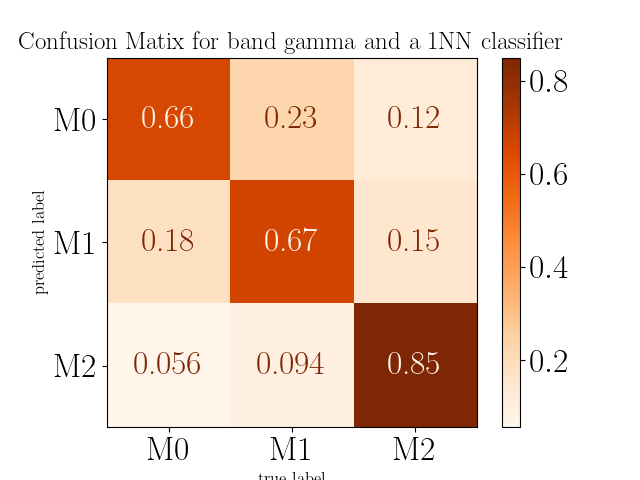 Confusion Matix for band gamma and a 1NN classifier
M0 0.66 0.23 0.12
M1 0.18 0.67 0.15
M2 0.056 0.094 0.85
M0 M1 M2
predicted label
true label
0.8
0.6
0.4
0.2